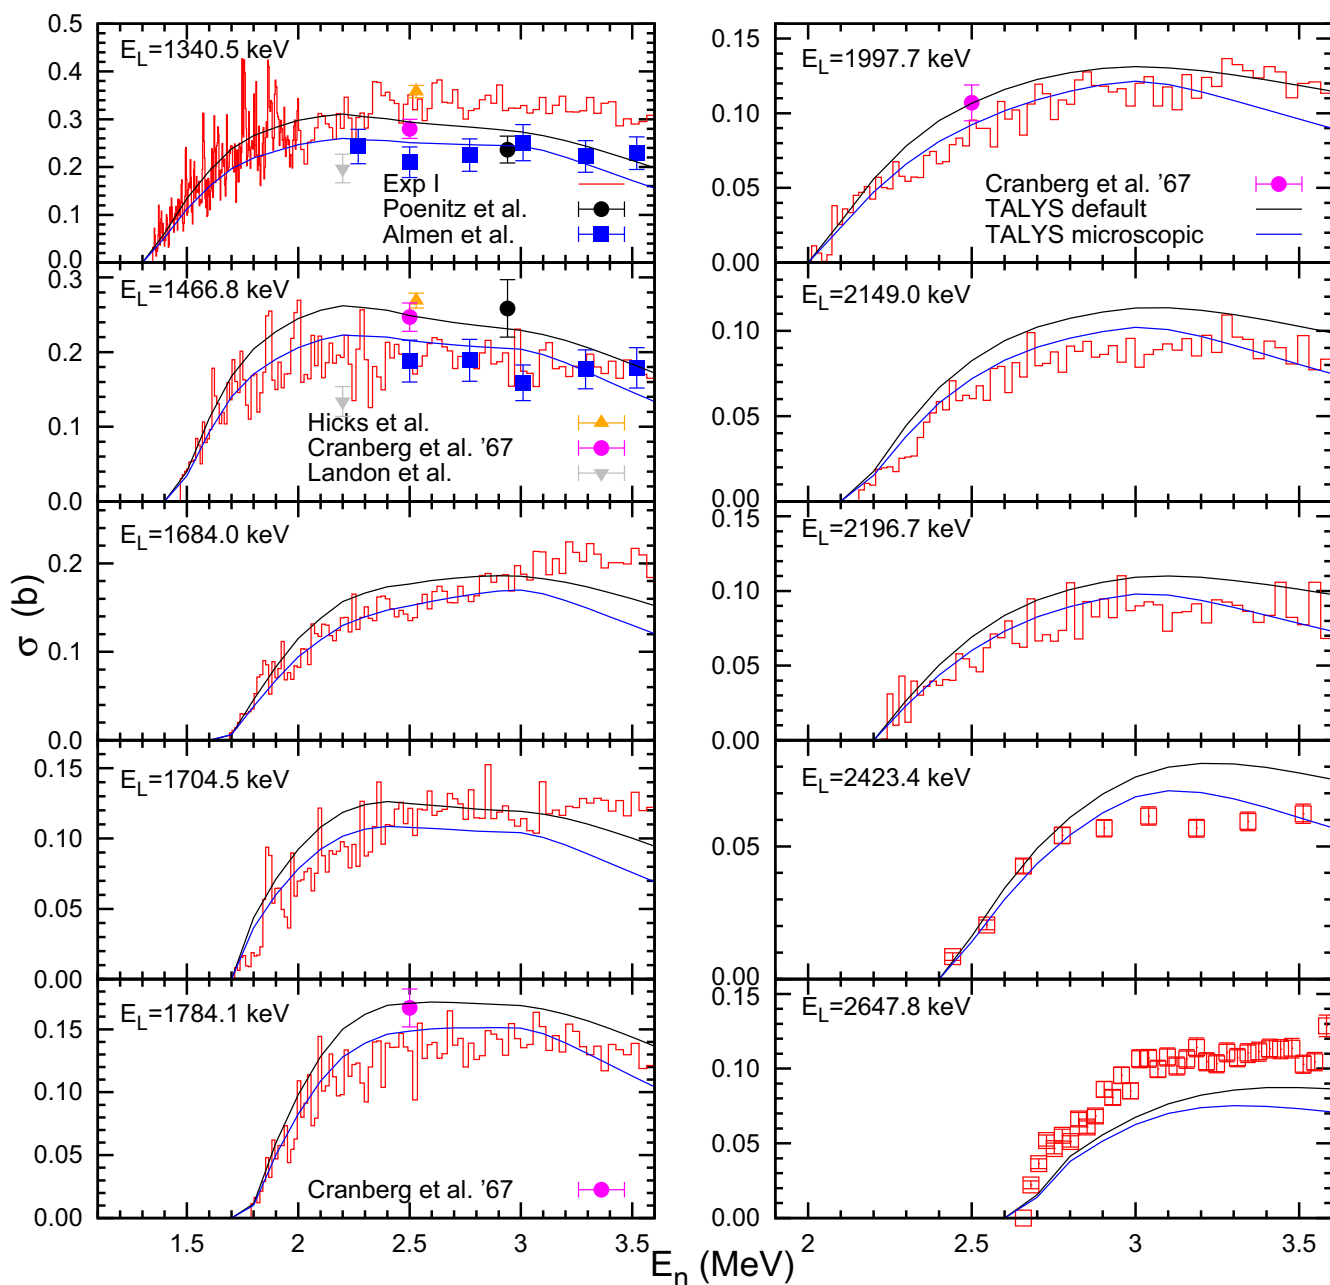 0.5
0.4
0.3
0.2
0.1
0.0
E_L=1340.5 keV
Exp I
Poenitz et al.
Almen et al.
0.3
0.2
0.1
0.0
E_L=1466.8 keV
Hicks et al.
Cranberg et al. '67
Landon et al.
0.2
0.1
0.0
E_L=1684.0 keV
σ (b)
0.15
0.10
0.05
0.00
E_L=1704.5 keV
0.15
0.10
0.05
0.00
E_L=1784.1 keV
Cranberg et al. '67
1.5 2 2.5 3 3.5
0.15
0.10
0.05
0.00
E_L=1997.7 keV
Cranberg et al. '67
TALYS default
TALYS microscopic
0.10
0.05
0.00
E_L=2149.0 keV
0.15
0.10
0.05
0.00
E_L=2196.7 keV
0.05
0.00
E_L=2423.4 keV
0.15
0.10
0.05
0.00
E_L=2647.8 keV
2 2.5 3 3.5
E_n (MeV)